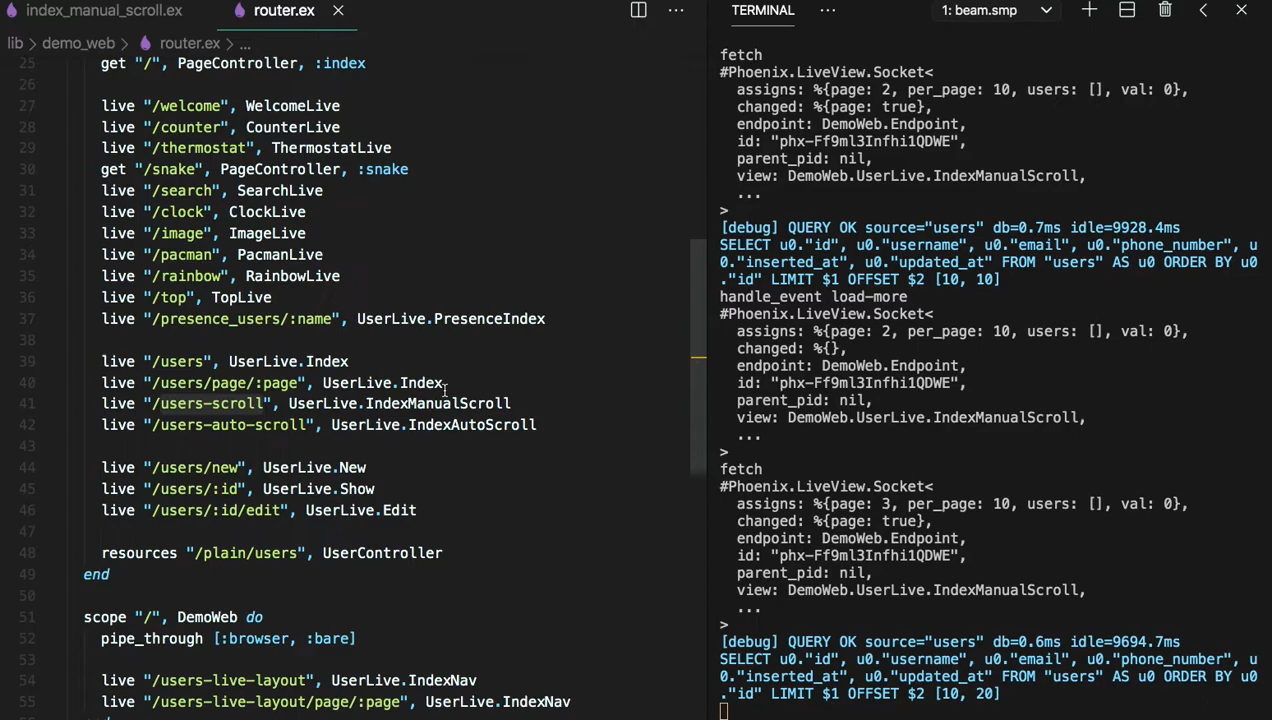 index_manual_scroll.ex
router.ex
lib > demo_web > router.ex > ...
25 get "/", PageController, :index
26
27 live "/welcome", WelcomeLive
28 live "/counter", CounterLive
29 live "/thermostat", ThermostatLive
30 get "/snake", PageController, :snake
31 live "/search", SearchLive
32 live "/clock", ClockLive
33 live "/image", ImageLive
34 live "/pacman", PacmanLive
35 live "/rainbow", RainbowLive
36 live "/top", TopLive
37 live "/presence_users/:name", UserLive.PresenceIndex
38
39 live "/users", UserLive.Index
40 live "/users/page/:page", UserLive.Index
41 live "/users-scroll", UserLive.IndexManualScroll
42 live "/users-auto-scroll", UserLive.IndexAutoScroll
43
44 live "/users/new", UserLive.New
45 live "/users/:id", UserLive.Show
46 live "/users/:id/edit", UserLive.Edit
47
48 resources "/plain/users", UserController
49 end
50
51 scope "/", DemoWeb do
52 pipe_through [:browser, :bare]
53
54 live "/users-live-layout", UserLive.IndexNav
55 live "/users-live-layout/page/:page", UserLive.IndexNav
TERMINAL
1: beam.smp
fetch
#Phoenix.LiveView.Socket<
assigns: %{page: 2, per_page: 10, users: [], val: 0},
changed: %{page: true},
endpoint: DemoWeb.Endpoint,
id: "phx-Ff9ml3Infhi1QDWE",
parent_pid: nil,
view: DemoWeb.UserLive.IndexManualScroll,
...
>
[debug] QUERY OK source="users" db=0.7ms idle=9928.4ms
SELECT u0."id", u0."username", u0."email", u0."phone_number", u
0."inserted_at", u0."updated_at" FROM "users" AS u0 ORDER BY u0
."id" LIMIT $1 OFFSET $2 [10, 10]
handle_event load-more
#Phoenix.LiveView.Socket<
assigns: %{page: 2, per_page: 10, users: [], val: 0},
changed: %{},
endpoint: DemoWeb.Endpoint,
id: "phx-Ff9ml3Infhi1QDWE",
parent_pid: nil,
view: DemoWeb.UserLive.IndexManualScroll,
...
>
fetch
#Phoenix.LiveView.Socket<
assigns: %{page: 3, per_page: 10, users: [], val: 0},
changed: %{page: true},
endpoint: DemoWeb.Endpoint,
id: "phx-Ff9ml3Infhi1QDWE",
parent_pid: nil,
view: DemoWeb.UserLive.IndexManualScroll,
...
>
[debug] QUERY OK source="users" db=0.6ms idle=9694.7ms
SELECT u0."id", u0."username", u0."email", u0."phone_number", u
0."inserted_at", u0."updated_at" FROM "users" AS u0 ORDER BY u0
."id" LIMIT $1 OFFSET $2 [10, 20]